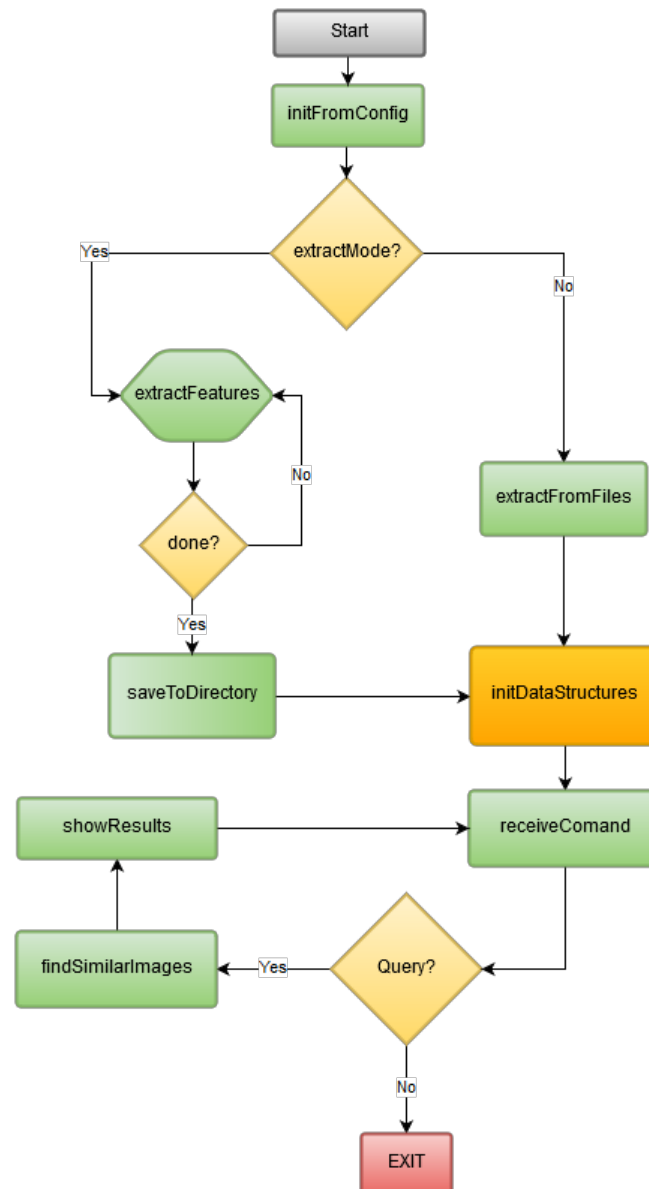 Start
initFromConfig
extractMode?
Yes
No
extractFeatures
No
extractFromFiles
done?
Yes
saveToDirectory
initDataStructures
showResults
receiveComand
findSimilarImages
Yes
Query?
No
EXIT